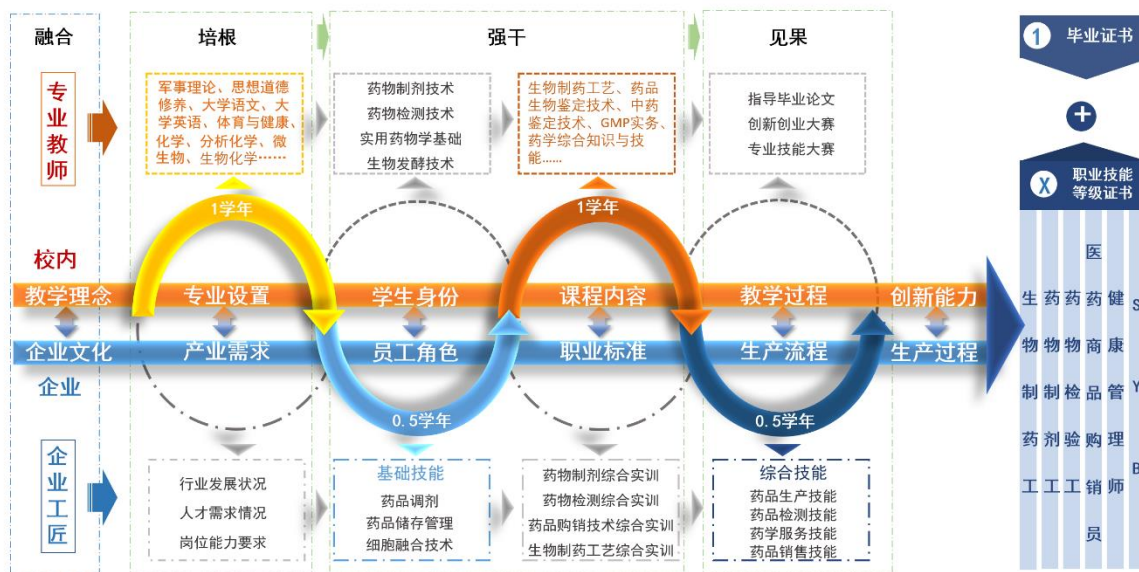 融合
培根
强干
见果
专业教师
军事理论、思想道德
修养、大学语文、大
学英语、体育与健康、
化学、分析化学、微
生物、生物化学……
药物制剂技术
药物检测技术
实用药物学基础
生物发酵技术
生物制药工艺、药品
生物鉴定技术、中药
鉴定技术、GMP实务、
药学综合知识与技
能……
指导毕业论文
创新创业大赛
专业技能大赛
1学年
1学年
校内
教学理念
专业设置
学生身份
课程内容
教学过程
创新能力
企业文化
产业需求
员工角色
职业标准
生产流程
生产过程
企业
0.5学年
0.5学年
企业工匠
行业发展状况
人才需求情况
岗位能力要求
基础技能
药品调剂
药品储存管理
细胞融合技术
药物制剂综合实训
药物检测综合实训
药品购销技术综合实训
生物制药工艺综合实训
综合技能
药品生产技能
药品检测技能
药学服务技能
药品销售技能
1
毕业证书
+
X
职业技能
等级证书
生物制药工
药物制剂工
药物检验工
医药商品购销员
健康管理师
SYB